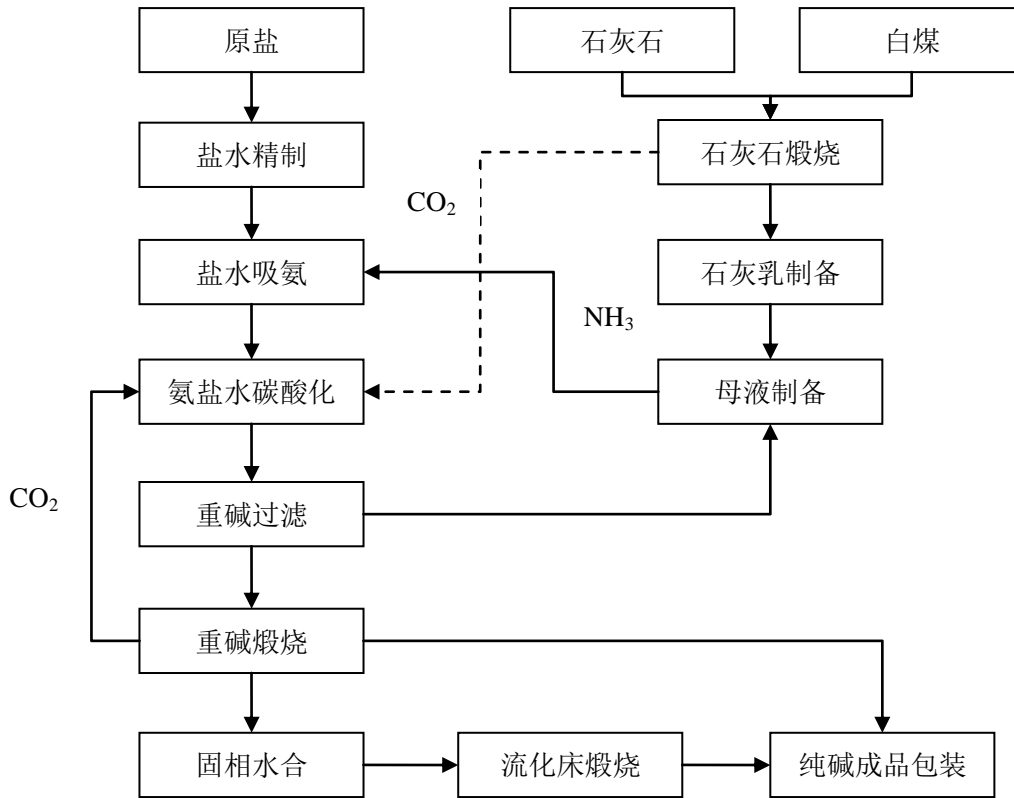 原盐
石灰石
白煤
盐水精制
石灰石煅烧
CO₂
盐水吸氨
石灰乳制备
NH₃
氨盐水碳酸化
母液制备
CO₂
重碱过滤
重碱煅烧
固相水合
流化床煅烧
纯碱成品包装